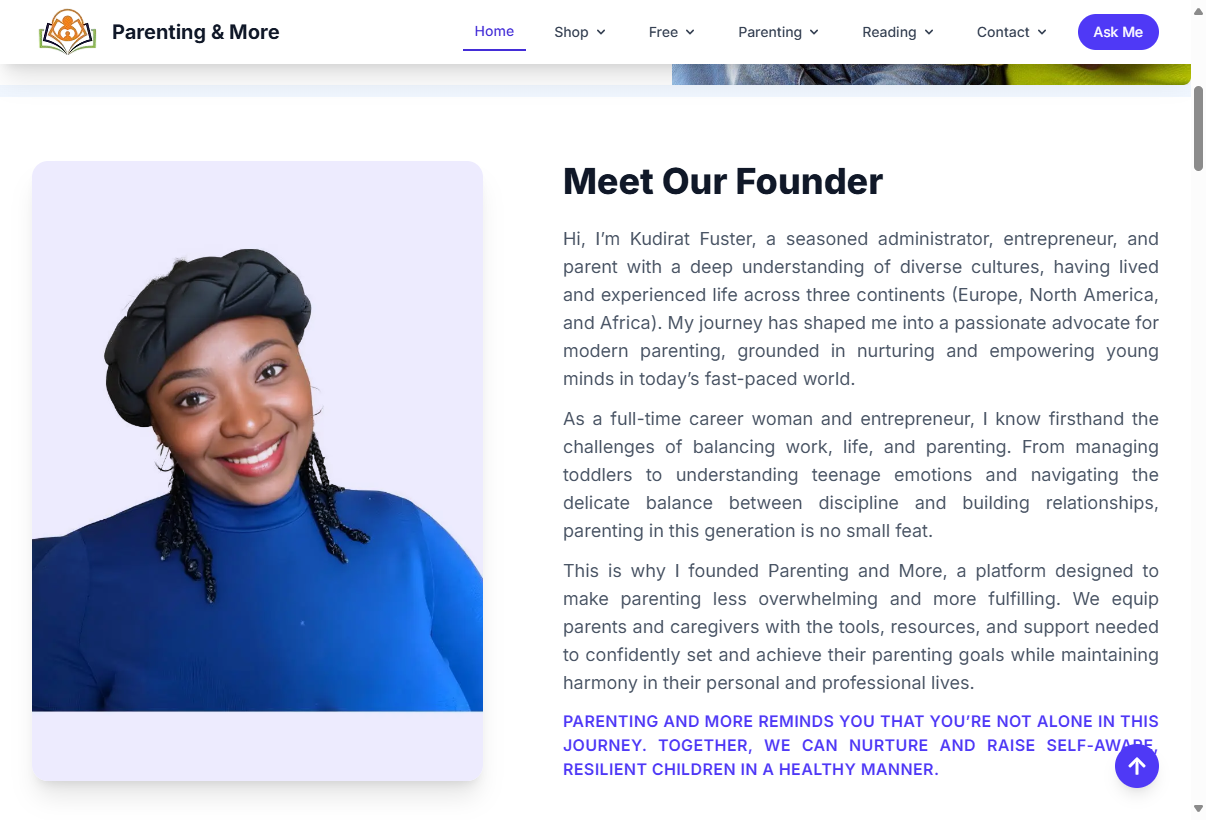 Parenting & More
Home
Shop
Free
Parenting
Reading
Contact
Ask Me
Meet Our Founder
Hi, I’m Kudirat Fuster, a seasoned administrator, entrepreneur, and
parent with a deep understanding of diverse cultures, having lived
and experienced life across three continents (Europe, North America,
and Africa). My journey has shaped me into a passionate advocate for
modern parenting, grounded in nurturing and empowering young
minds in today’s fast-paced world.
As a full-time career woman and entrepreneur, I know firsthand the
challenges of balancing work, life, and parenting. From managing
toddlers to understanding teenage emotions and navigating the
delicate balance between discipline and building relationships,
parenting in this generation is no small feat.
This is why I founded Parenting and More, a platform designed to
make parenting less overwhelming and more fulfilling. We equip
parents and caregivers with the tools, resources, and support needed
to confidently set and achieve their parenting goals while maintaining
harmony in their personal and professional lives.
PARENTING AND MORE REMINDS YOU THAT YOU’RE NOT ALONE IN THIS
JOURNEY. TOGETHER, WE CAN NURTURE AND RAISE SELF-AWARE,
RESILIENT CHILDREN IN A HEALTHY MANNER.